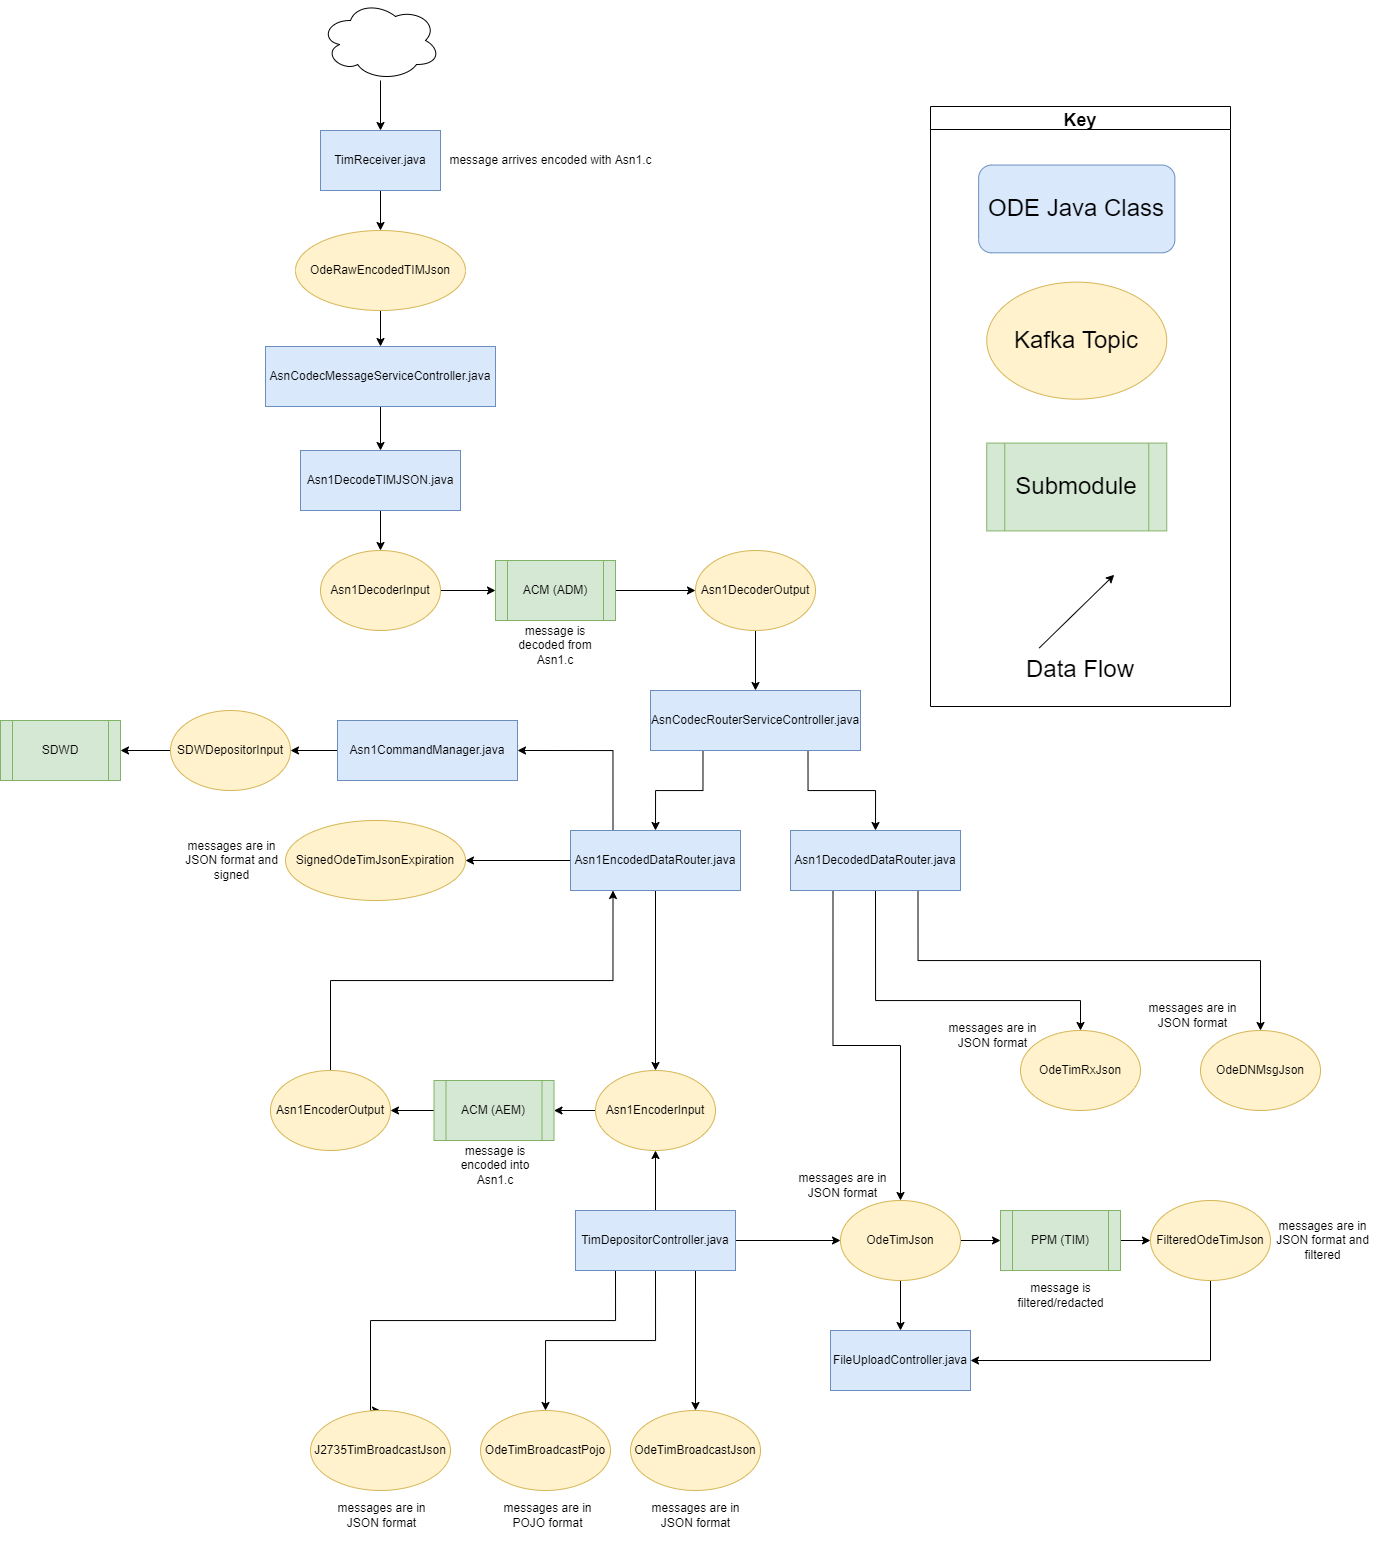 TimReceiver.java
message arrives encoded with Asn1.c
OdeRawEncodedTIMJson
AsnCodecMessageServiceController.java
Asn1DecodeTIMJSON.java
Asn1DecoderInput
ACM (ADM)
message is
decoded from
Asn1.c
Asn1DecoderOutput
Key
ODE Java Class
Kafka Topic
Submodule
Data Flow
AsnCodecRouterServiceController.java
SDWD
SDWDepositorInput
Asn1CommandManager.java
messages are in
JSON format and
signed
SignedOdeTimJsonExpiration
Asn1EncodedDataRouter.java
Asn1DecodedDataRouter.java
messages are in
JSON format
OdeTimRxJson
messages are in
JSON format
OdeDNMsgJson
Asn1EncoderOutput
ACM (AEM)
message is
encoded into
Asn1.c
Asn1EncoderInput
TimDepositorController.java
messages are in
JSON format
OdeTimJson
PPM (TIM)
message is
filtered/redacted
FilteredOdeTimJson
messages are in
JSON format and
filtered
FileUploadController.java
J2735TimBroadcastJson
messages are in
JSON format
OdeTimBroadcastPojo
messages are in
POJO format
OdeTimBroadcastJson
messages are in
JSON format